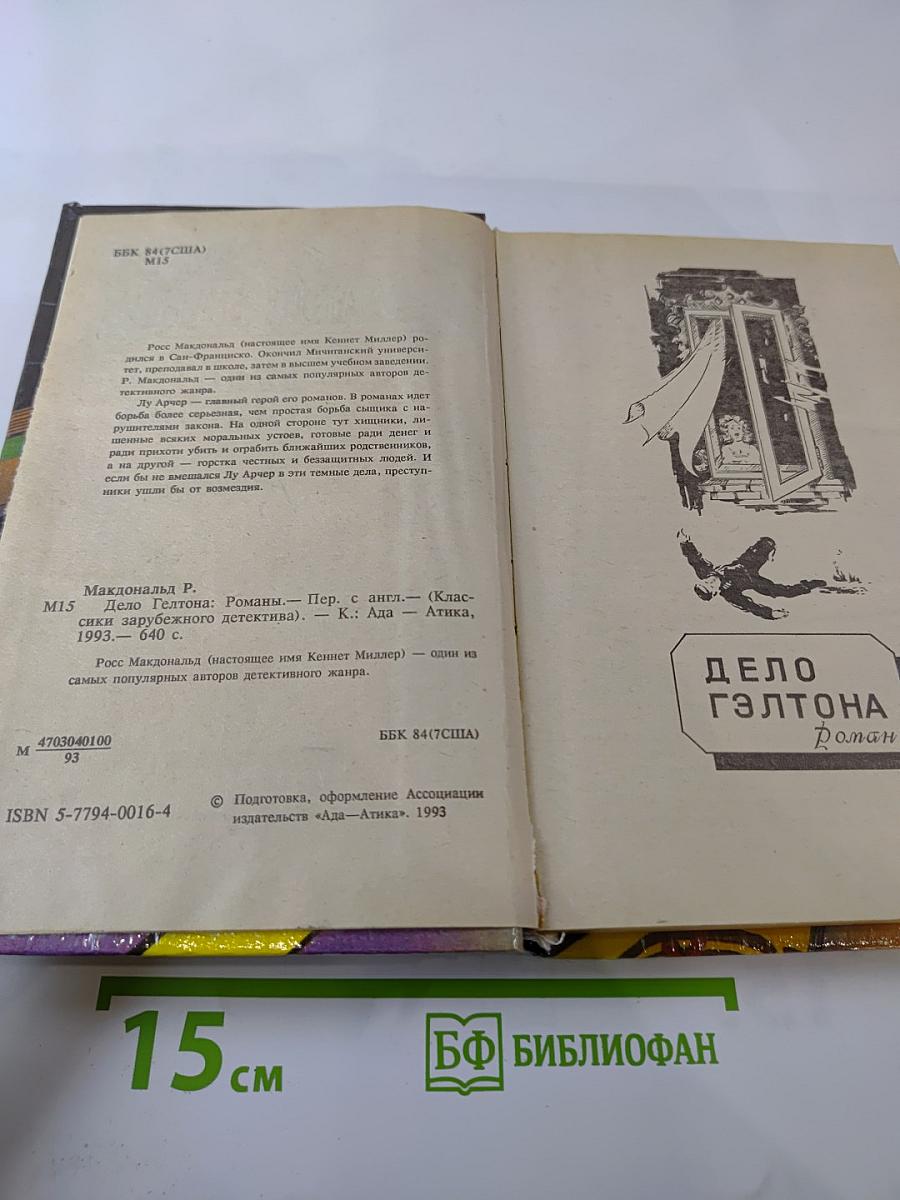 ББК 84(7США)
М15
Росс Макдональд (настоящее имя Кеннет Миллер) ро-
дился в Сан-Франциско. Окончил Мичиганский универси-
тет, преподавал в школе, затем в высшем учебном заведении.
Р. Макдональд — один из самых популярных авторов де-
тективного жанра.
Лу Арчер — главный герой его романов. В романах идет
борьба более серьезная, чем простая борьба сыщика с на-
рушителями закона. На одной стороне тут хищники, ли-
шенные всяких моральных устоев, готовые ради денег и
ради прихоти убить и ограбить ближайших родственников,
а на другой — горстка честных и беззащитных людей. И
если бы не вмешался Лу Арчер в эти темные дела, преступ-
ники ушли бы от возмездия.
Макдональд Р.
М15 Дело Гелтона: Романы.— Пер. с англ.— (Клас-
сики зарубежного детектива). — К.: Ада — Атика,
1993.— 640 с.
Росс Макдональд (настоящее имя Кеннет Миллер) — один из
самых популярных авторов детективного жанра.
М 4703040100
93
ББК 84(7США)
ISBN 5-7794-0016-4
© Подготовка, оформление Ассоциации
издательств «Ада—Атика». 1993
ДЕЛО
ГЭЛТОНА
Роман
15 см
БФ БИБЛИОФАН